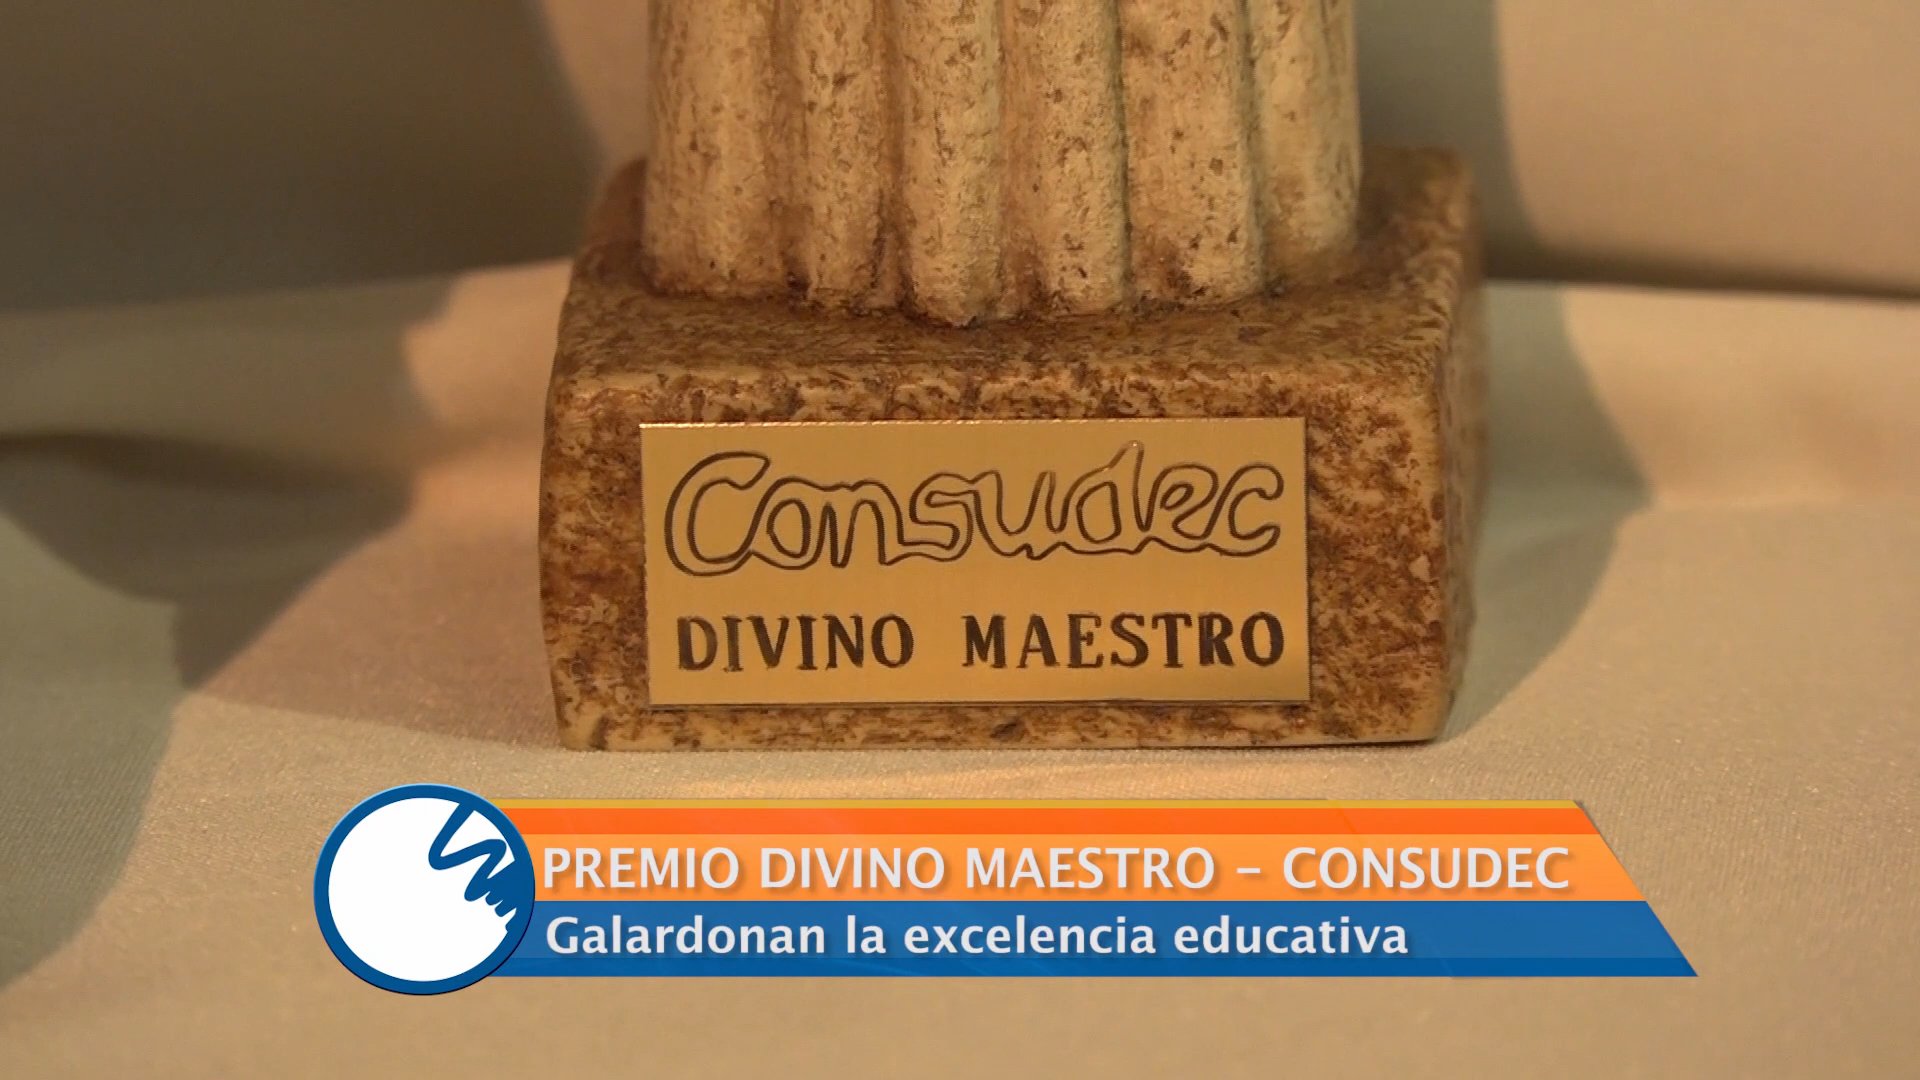 Consudec
DIVINO MAESTRO
PREMIO DIVINO MAESTRO – CONSUDEC
Galardonan la excelencia educativa